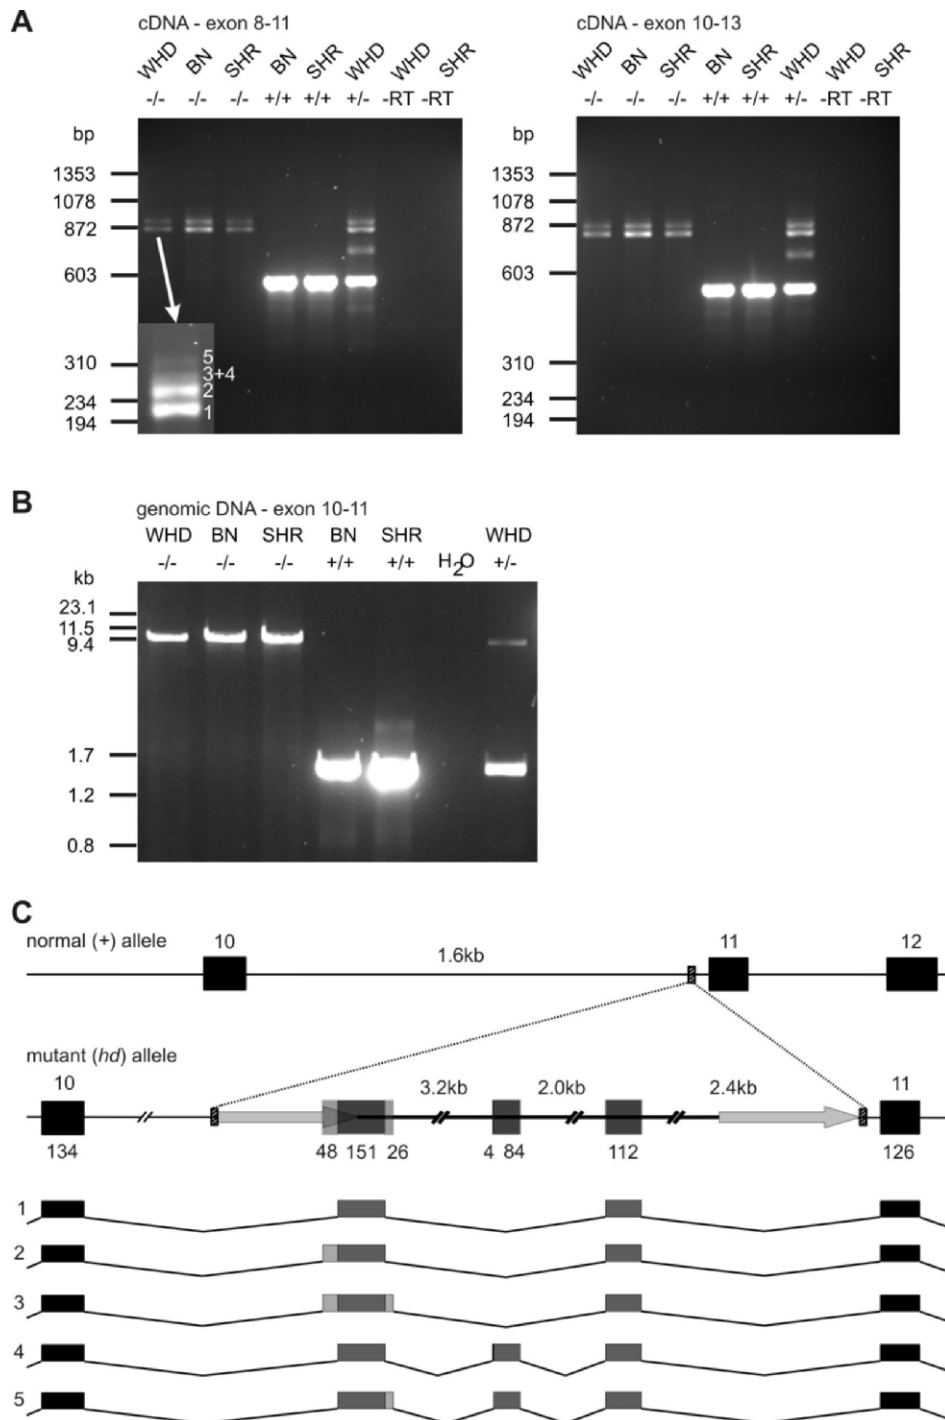 A
cDNA - exon 8-11
WHD BN SHR BN SHR WHD WHD SHR
-/- -/- -/- +/+ +/+ +/- -RT -RT
bp
1353
1078
872
603
310
234
194
5
3+4
2
1
cDNA - exon 10-13
WHD BN SHR BN SHR WHD WHD SHR
-/- -/- -/- +/+ +/+ +/- -RT -RT
bp
1353
1078
872
603
310
234
194
B
genomic DNA - exon 10-11
WHD BN SHR BN SHR WHD
-/- -/- -/- +/+ +/+ H2O +/-
kb
23.1
11.5
9.4
1.7
1.2
0.8
C
normal (+) allele
10 1.6kb 11 12
mutant (hd) allele
10 3.2kb 2.0kb 2.4kb 11
134 48 151 26 4 84 112 126
1
2
3
4
5